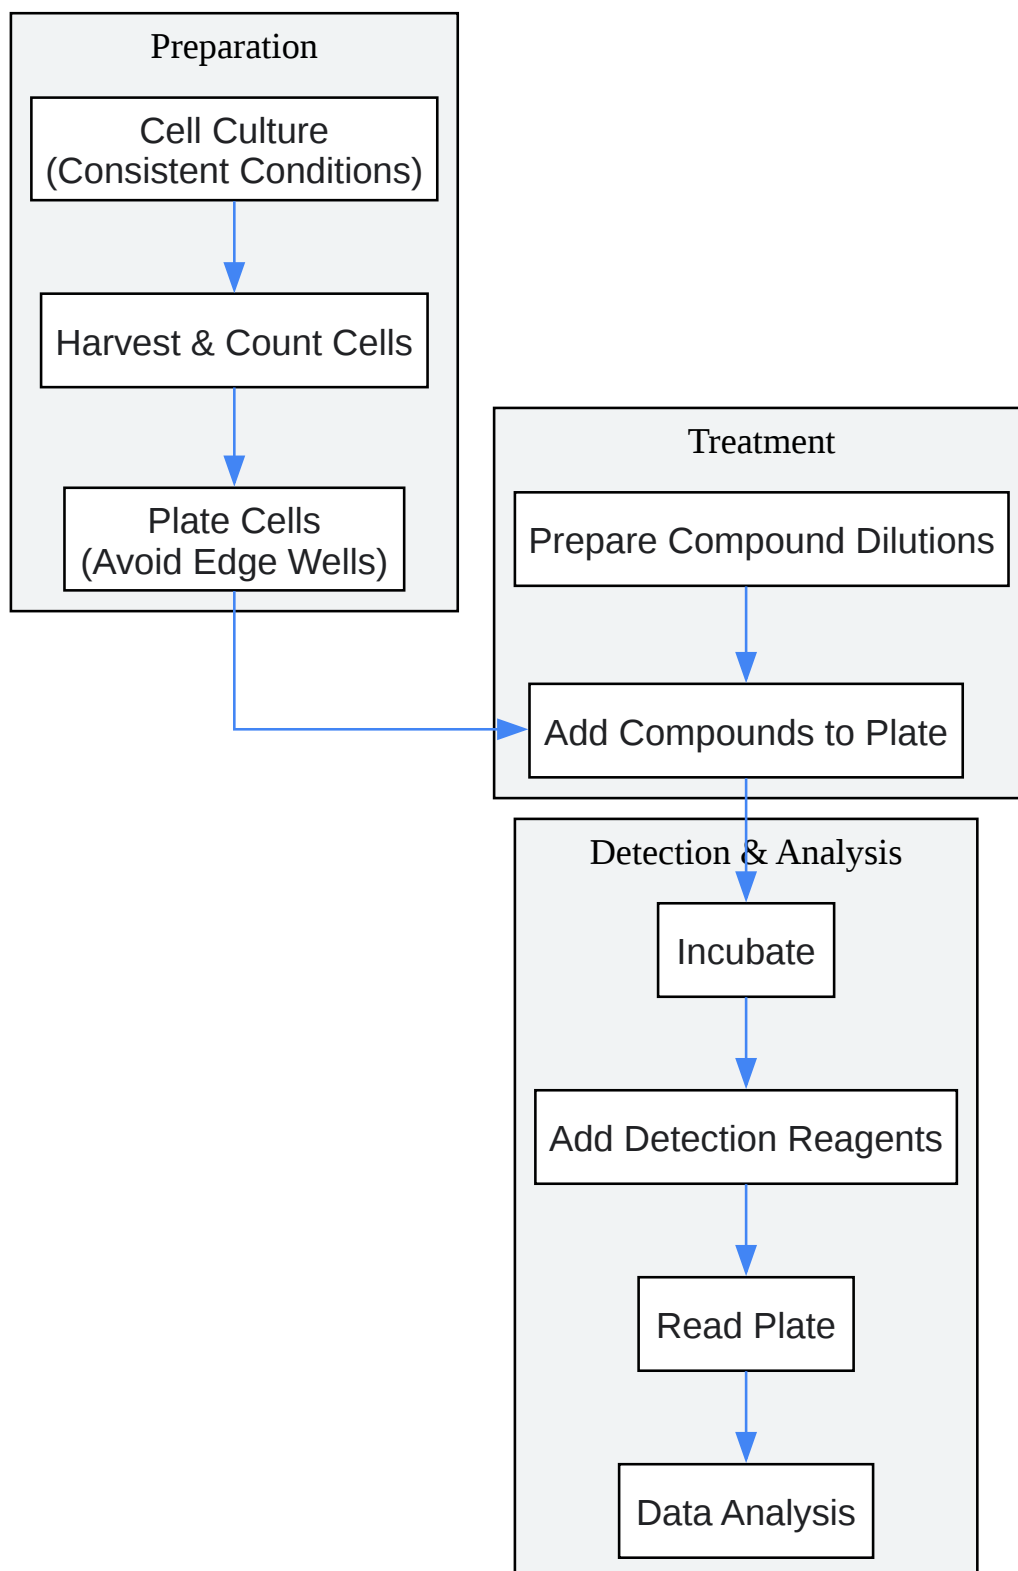 Preparation
Cell Culture
(Consistent Conditions)
Harvest & Count Cells
Plate Cells
(Avoid Edge Wells)
Treatment
Prepare Compound Dilutions
Add Compounds to Plate
Detection & Analysis
Incubate
Add Detection Reagents
Read Plate
Data Analysis